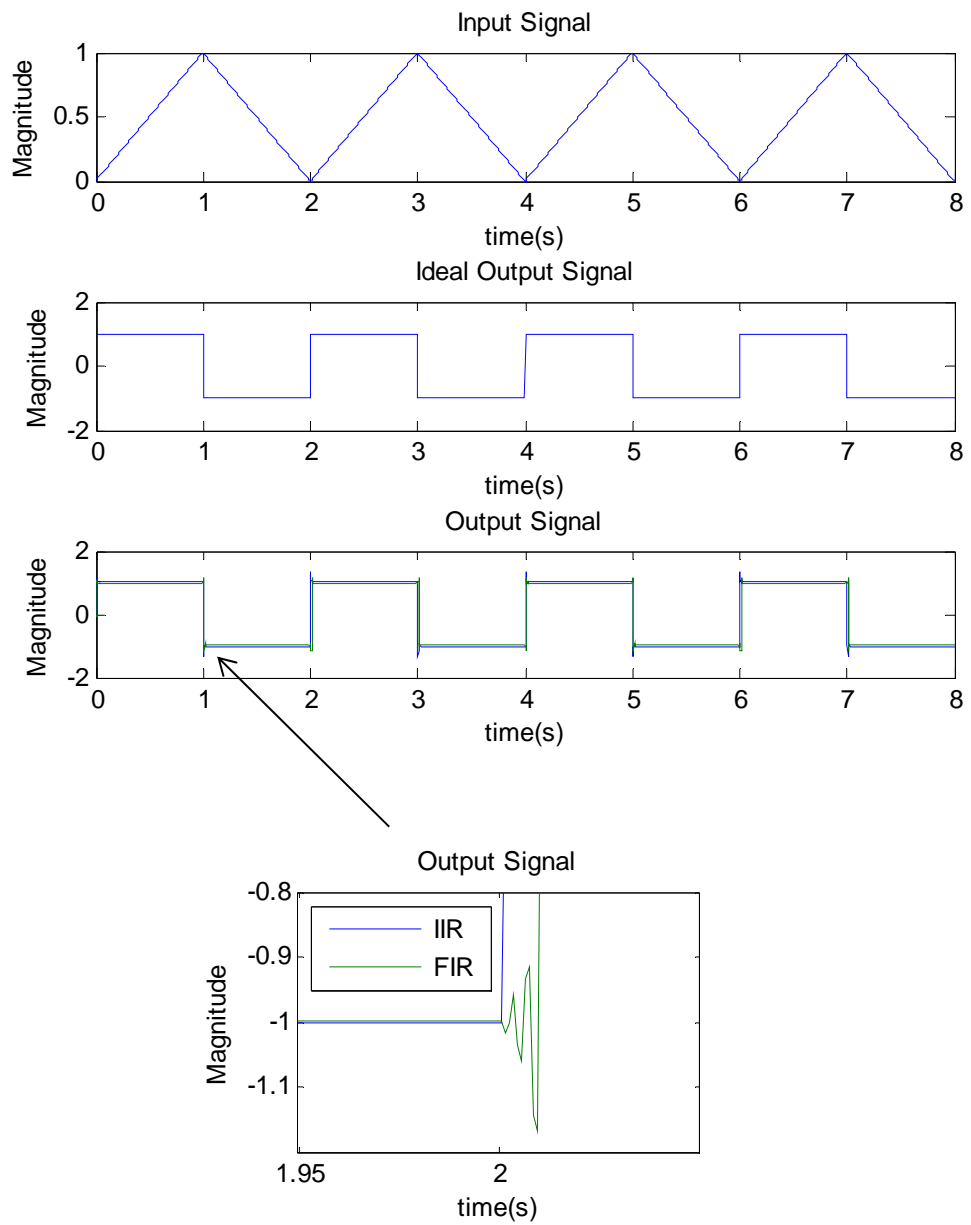 Input Signal
Magnitude
1
0.5
0
0 1 2 3 4 5 6 7 8
time(s)
Ideal Output Signal
Magnitude
2
0
-2
0 1 2 3 4 5 6 7 8
time(s)
Output Signal
Magnitude
2
0
-2
0 1 2 3 4 5 6 7 8
time(s)
Output Signal
Magnitude
-0.8
-0.9
-1
-1.1
IIR
FIR
1.95 2
time(s)